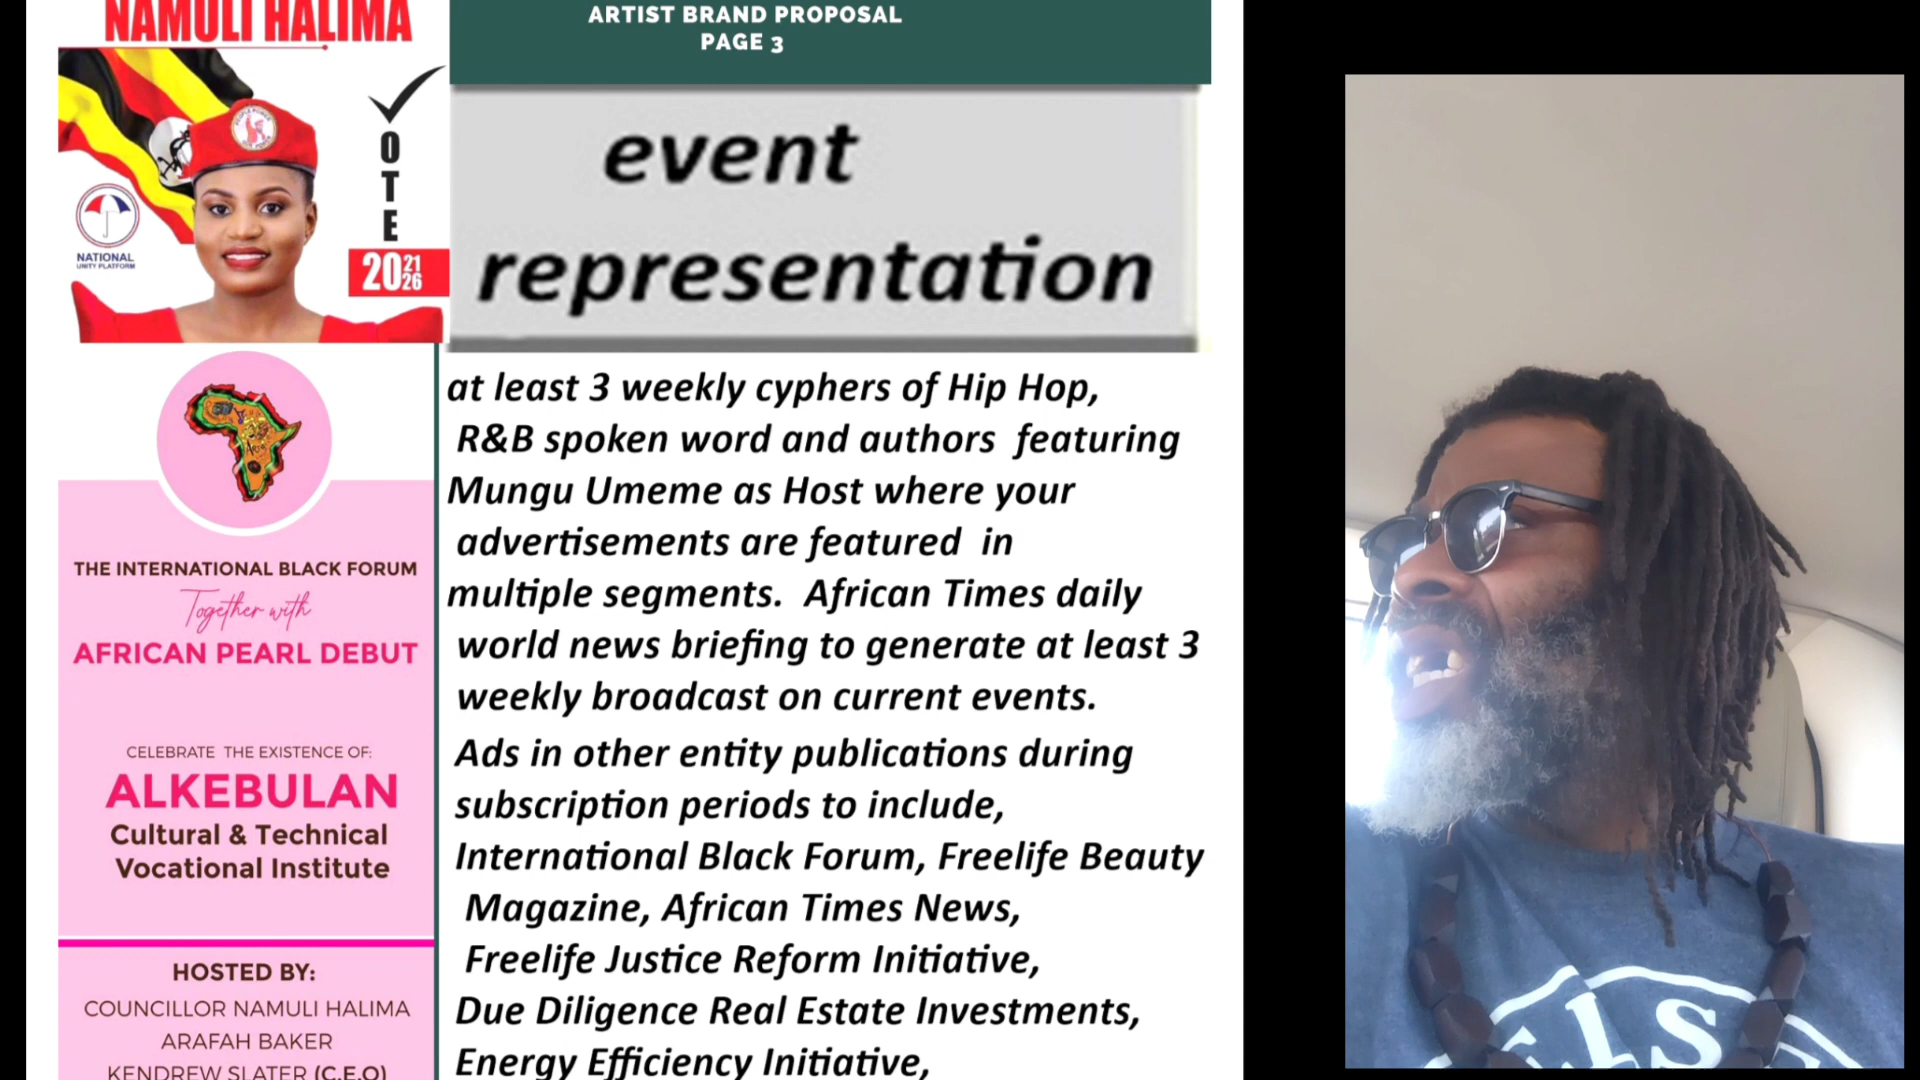 NAMULI HALIMA
OTE
2021
26
NATIONAL
UNITY PLATFORM
THE INTERNATIONAL BLACK FORUM
Together with
AFRICAN PEARL DEBUT
CELEBRATE THE EXISTENCE OF:
ALKEBULAN
Cultural & Technical
Vocational Institute
HOSTED BY:
COUNCILLOR NAMULI HALIMA
ARAFAH BAKER
KENDREW SLATER (C.E.O)
ARTIST BRAND PROPOSAL
PAGE 3
event
representation
at least 3 weekly cyphers of Hip Hop,
R&B spoken word and authors featuring
Mungu Umeme as Host where your
advertisements are featured in
multiple segments. African Times daily
world news briefing to generate at least 3
weekly broadcast on current events.
Ads in other entity publications during
subscription periods to include,
International Black Forum, Freelife Beauty
Magazine, African Times News,
Freelife Justice Reform Initiative,
Due Diligence Real Estate Investments,
Energy Efficiency Initiative,